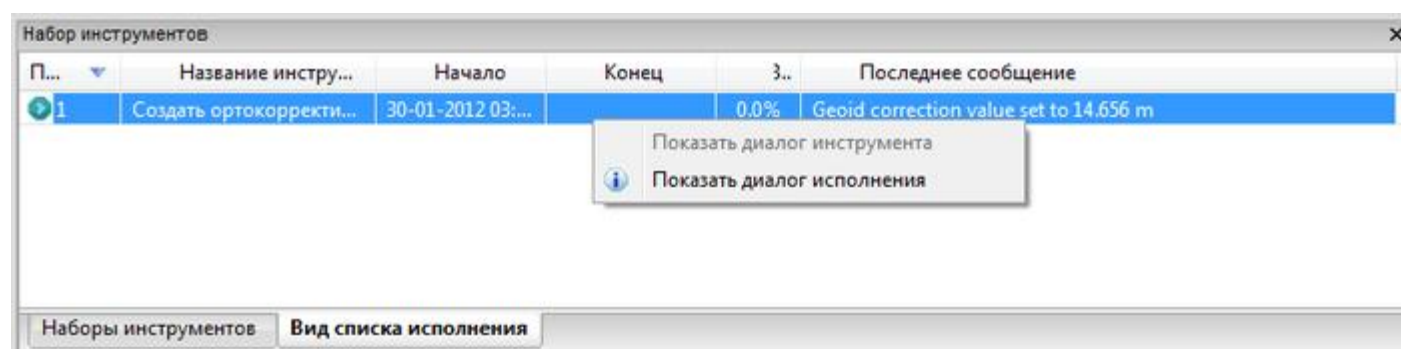 Набор инструментов
П... Название инстру... Начало Конец З.. Последнее сообщение
1 Создать ортокорректи... 30-01-2012 03:... 0.0% Geoid correction value set to 14.656 m
Показать диалог инструмента
Показать диалог исполнения
Наборы инструментов Вид списка исполнения